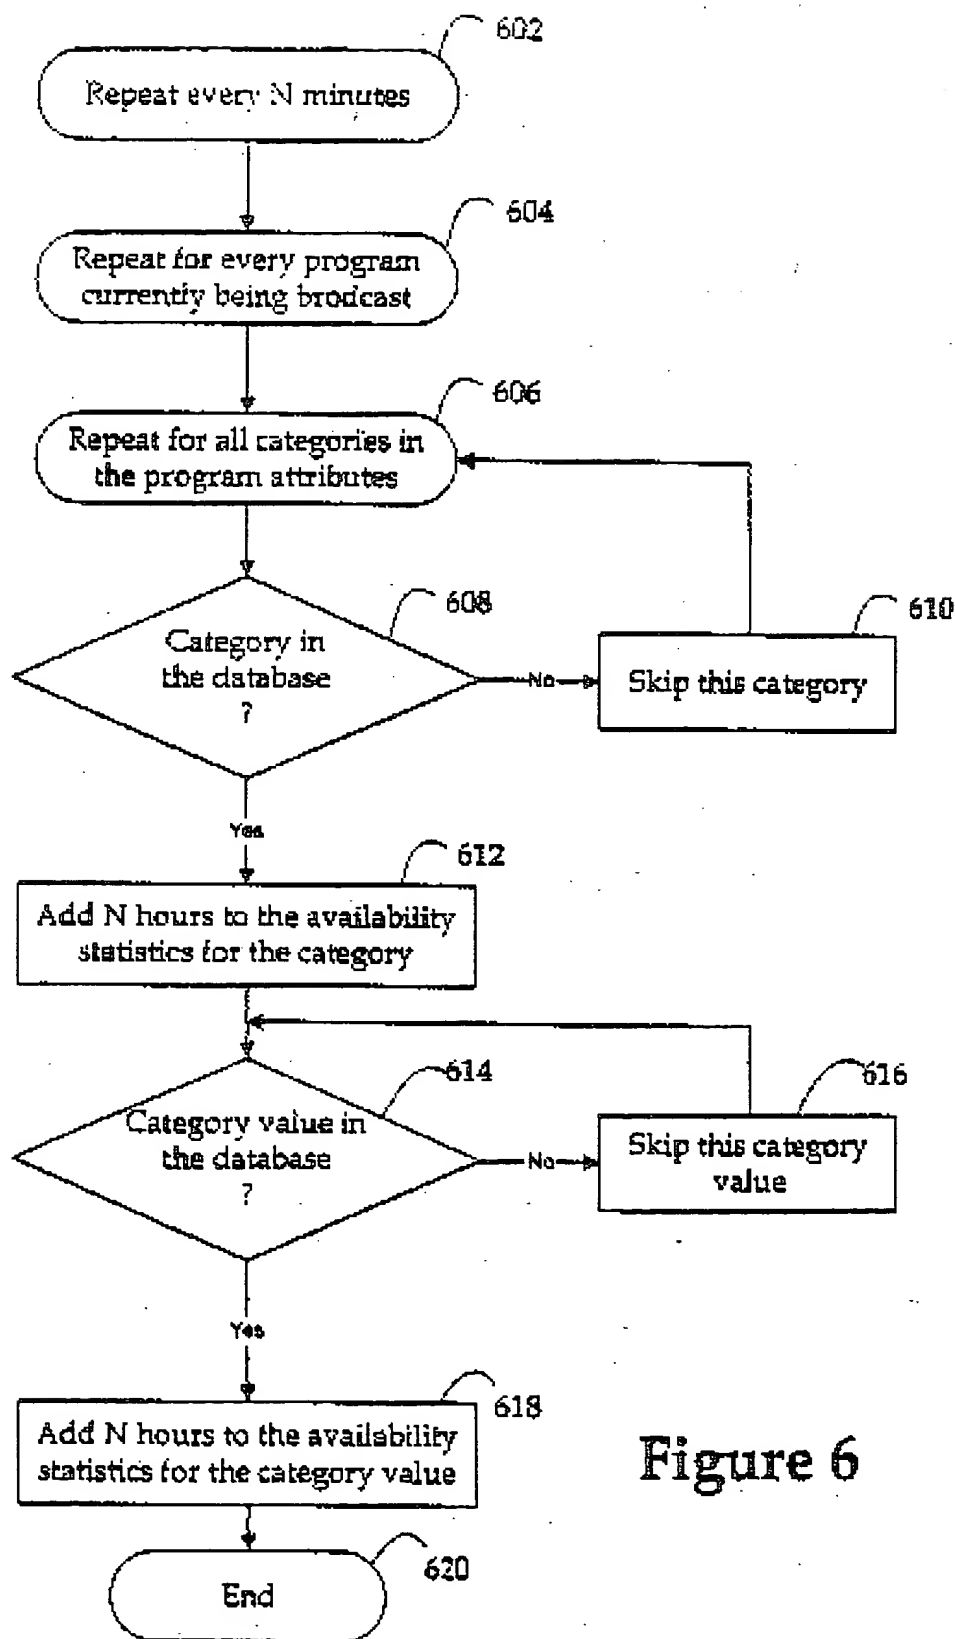 602
Repeat every N minutes
604
Repeat for every program
currently being brodcast
606
Repeat for all categories in
the program attributes
608
Category in
the database
?
No
610
Skip this category
Yes
612
Add N hours to the availability
statistics for the category
614
Category value in
the database
?
No
616
Skip this category
value
Yes
618
Add N hours to the availability
statistics for the category value
620
End
Figure 6